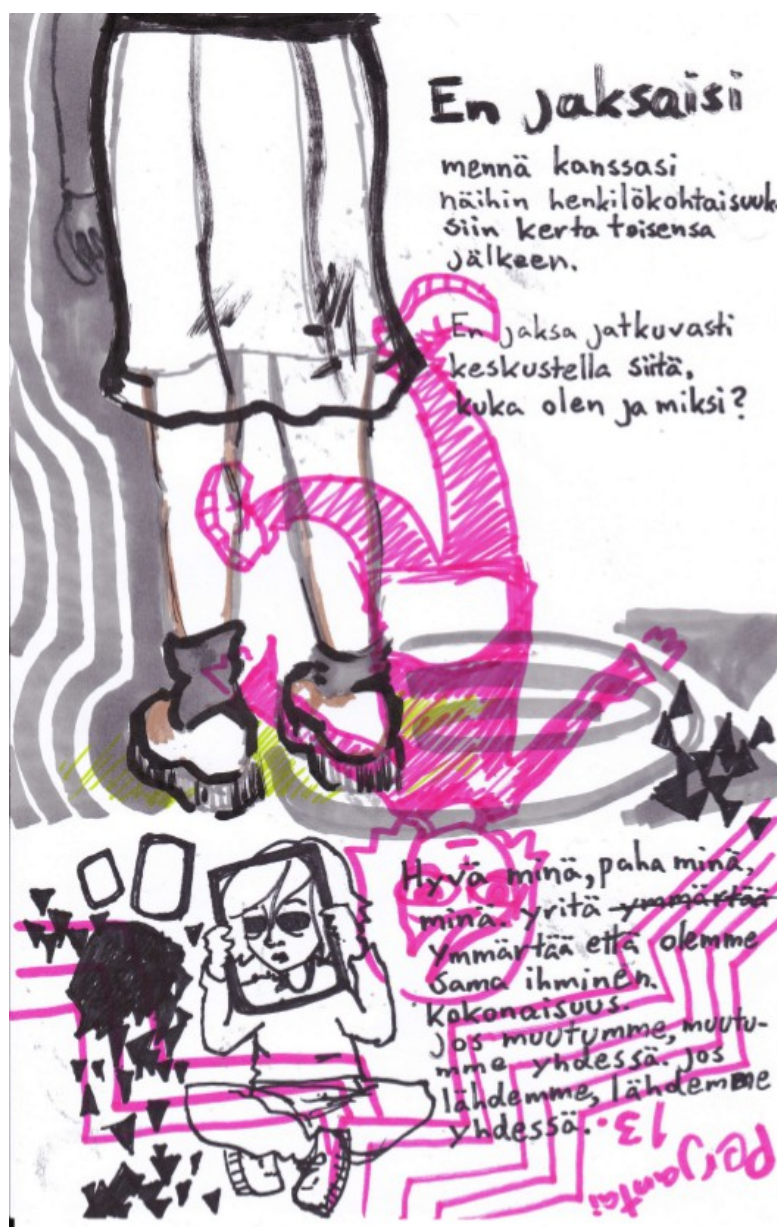 En jaksaisi
mennä kanssasi
näihin henkilökohtaisuuk-
siin kerta toisensa
jälkeen.
En jaksa jatkuvasti
keskustella siitä,
kuka olen ja miksi?
Hyvä minä, paha minä,
minä. yritä ymmärtää
ymmärtää että olemme
sama ihminen.
kokonaisuus.
jos muutumme, muutu-
mme yhdessä. jos
lähdemme, lähdemme
yhdessä.
Perjantai
13.